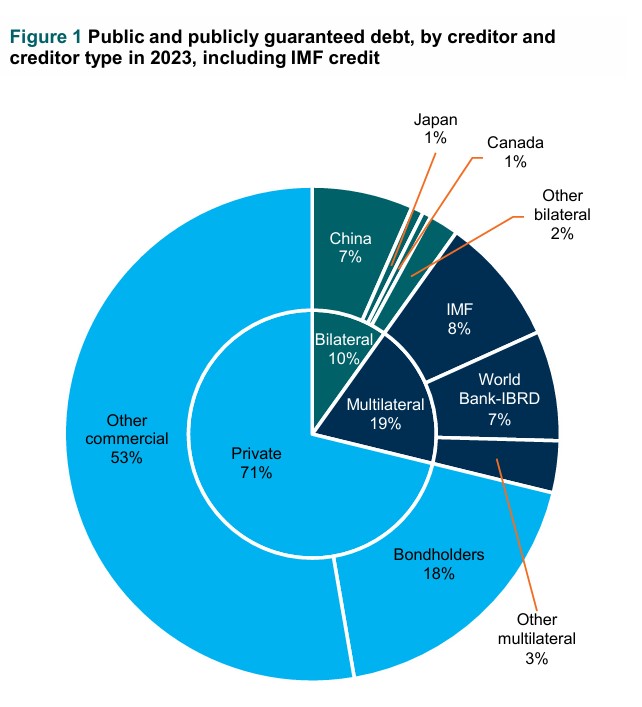 Figure 1 Public and publicly guaranteed debt, by creditor and
creditor type in 2023, including IMF credit
Japan
1%
Canada
1%
Other
bilateral
2%
China
7%
IMF
8%
Bilateral
10%
World
Bank-IBRD
7%
Multilateral
19%
Other
commercial
53%
Private
71%
Bondholders
18%
Other
multilateral
3%